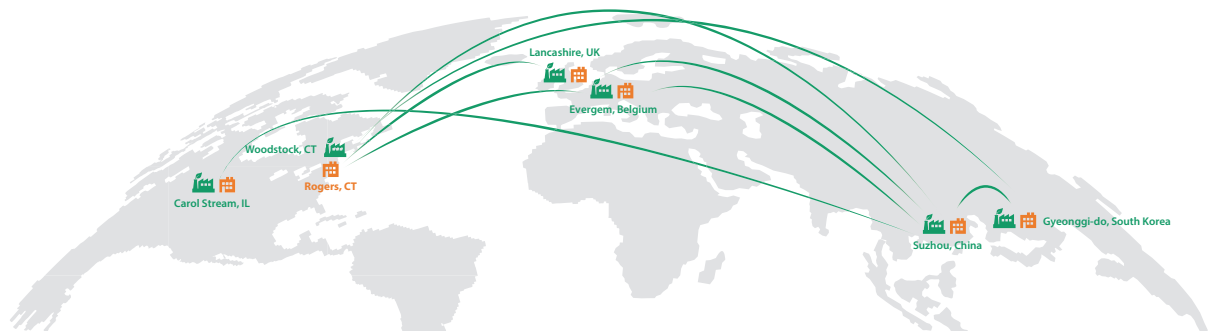 Lancashire, UK
Evergem, Belgium
Woodstock, CT
Rogers, CT
Carol Stream, IL
Gyeonggi-do, South Korea
Suzhou, China